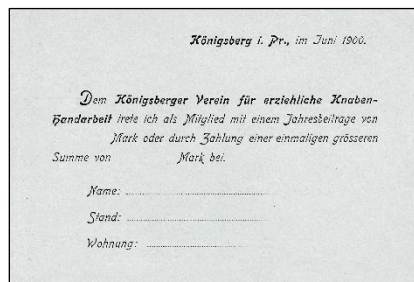 Königsberg i. Pr., im Juni 1900.
Dem Königsberger Verein für erziehliche Knaben-
Handarbeit trete ich als Mitglied mit einem Jahresbeitrage von
Mark oder durch Zahlung einer einmaligen grösseren
Summe von Mark bei.
Name:
Stand:
Wohnung: